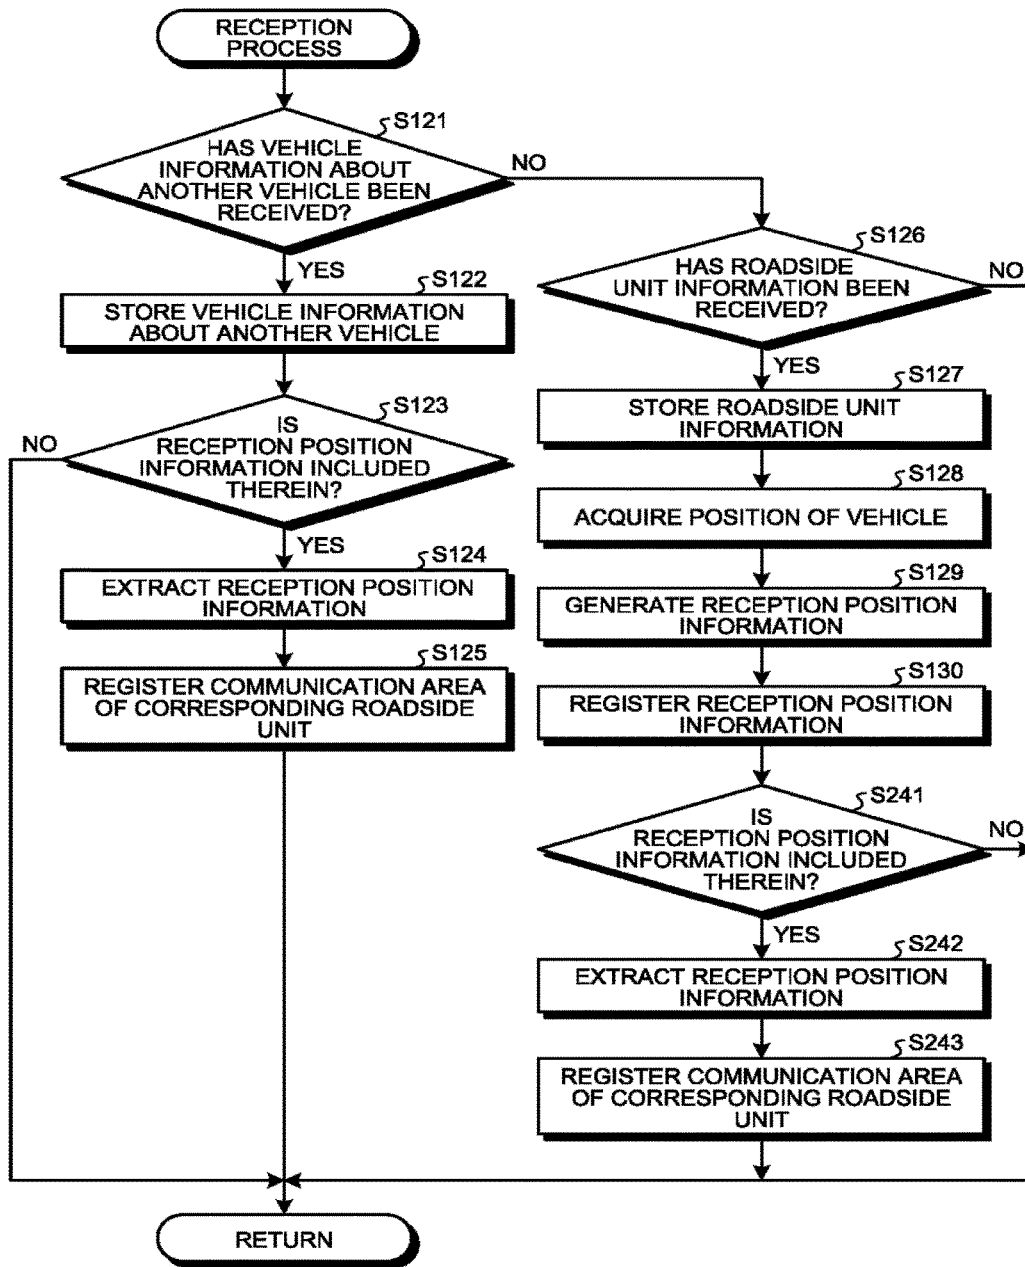 RECEPTION
PROCESS
S121
HAS VEHICLE
INFORMATION ABOUT
ANOTHER VEHICLE BEEN
RECEIVED?
NO
YES
S122
STORE VEHICLE INFORMATION
ABOUT ANOTHER VEHICLE
S123
IS
RECEPTION POSITION
INFORMATION INCLUDED
THEREIN?
NO
YES
S124
EXTRACT RECEPTION POSITION
INFORMATION
S125
REGISTER COMMUNICATION AREA
OF CORRESPONDING ROADSIDE
UNIT
S126
HAS ROADSIDE
UNIT INFORMATION BEEN
RECEIVED?
NO
YES
S127
STORE ROADSIDE UNIT
INFORMATION
S128
ACQUIRE POSITION OF VEHICLE
S129
GENERATE RECEPTION POSITION
INFORMATION
S130
REGISTER RECEPTION POSITION
INFORMATION
S241
IS
RECEPTION POSITION
INFORMATION INCLUDED
THEREIN?
NO
YES
S242
EXTRACT RECEPTION POSITION
INFORMATION
S243
REGISTER COMMUNICATION AREA
OF CORRESPONDING ROADSIDE
UNIT
RETURN